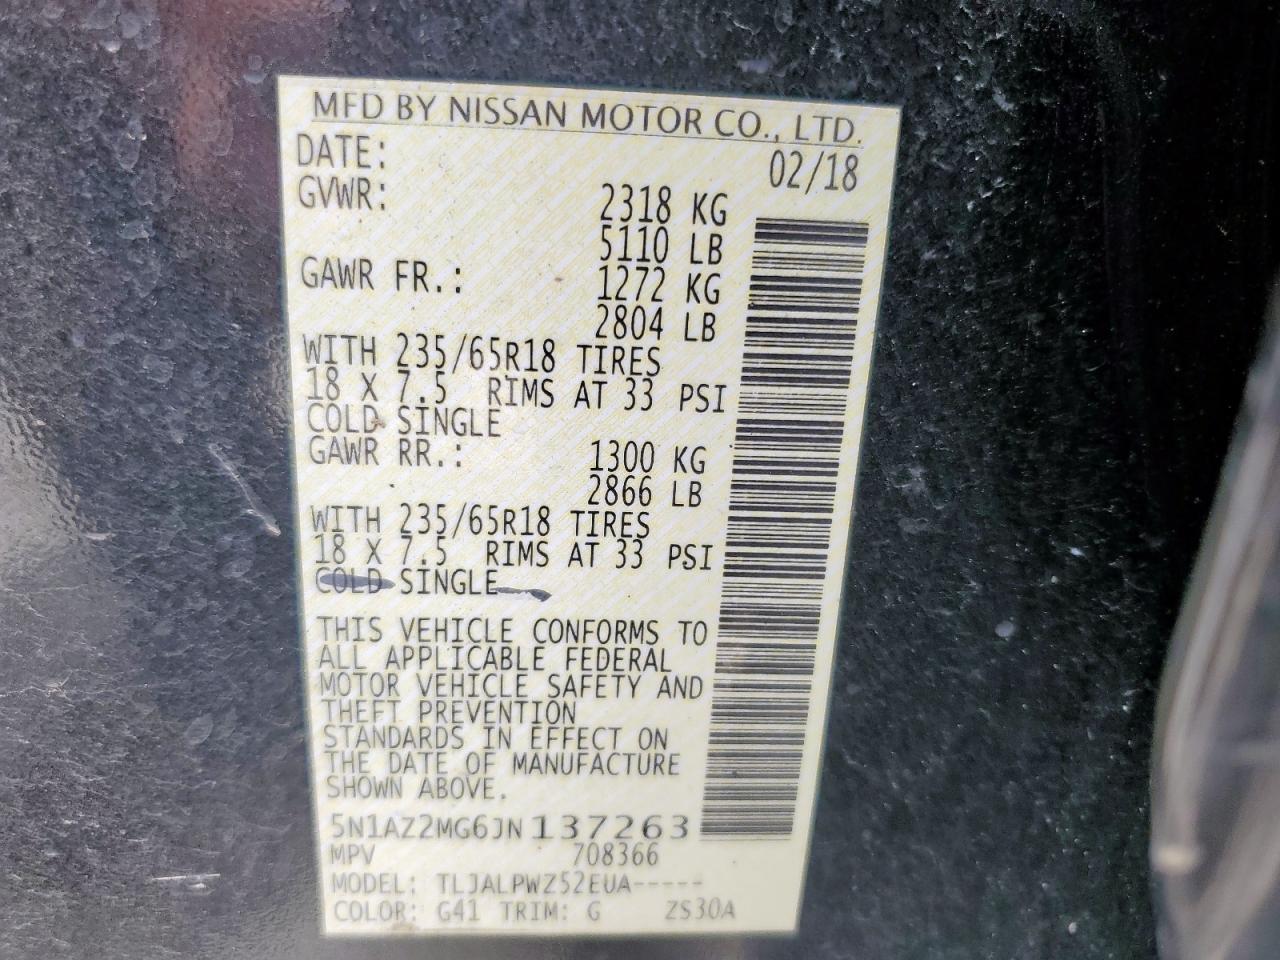 MFD BY NISSAN MOTOR CO., LTD.
DATE: 02/18
GVWR: 2318 KG
5110 LB
GAWR FR.: 1272 KG
2804 LB
WITH 235/65R18 TIRES
18 X 7.5 RIMS AT 33 PSI
COLD SINGLE
GAWR RR.: 1300 KG
2866 LB
WITH 235/65R18 TIRES
18 X 7.5 RIMS AT 33 PSI
COLD SINGLE
THIS VEHICLE CONFORMS TO
ALL APPLICABLE FEDERAL
MOTOR VEHICLE SAFETY AND
THEFT PREVENTION
STANDARDS IN EFFECT ON
THE DATE OF MANUFACTURE
SHOWN ABOVE.
5N1AZ2MG6JN137263
MPV 708366
MODEL: TLJALPWZ52EUA-----
COLOR: G41 TRIM: G ZS30A